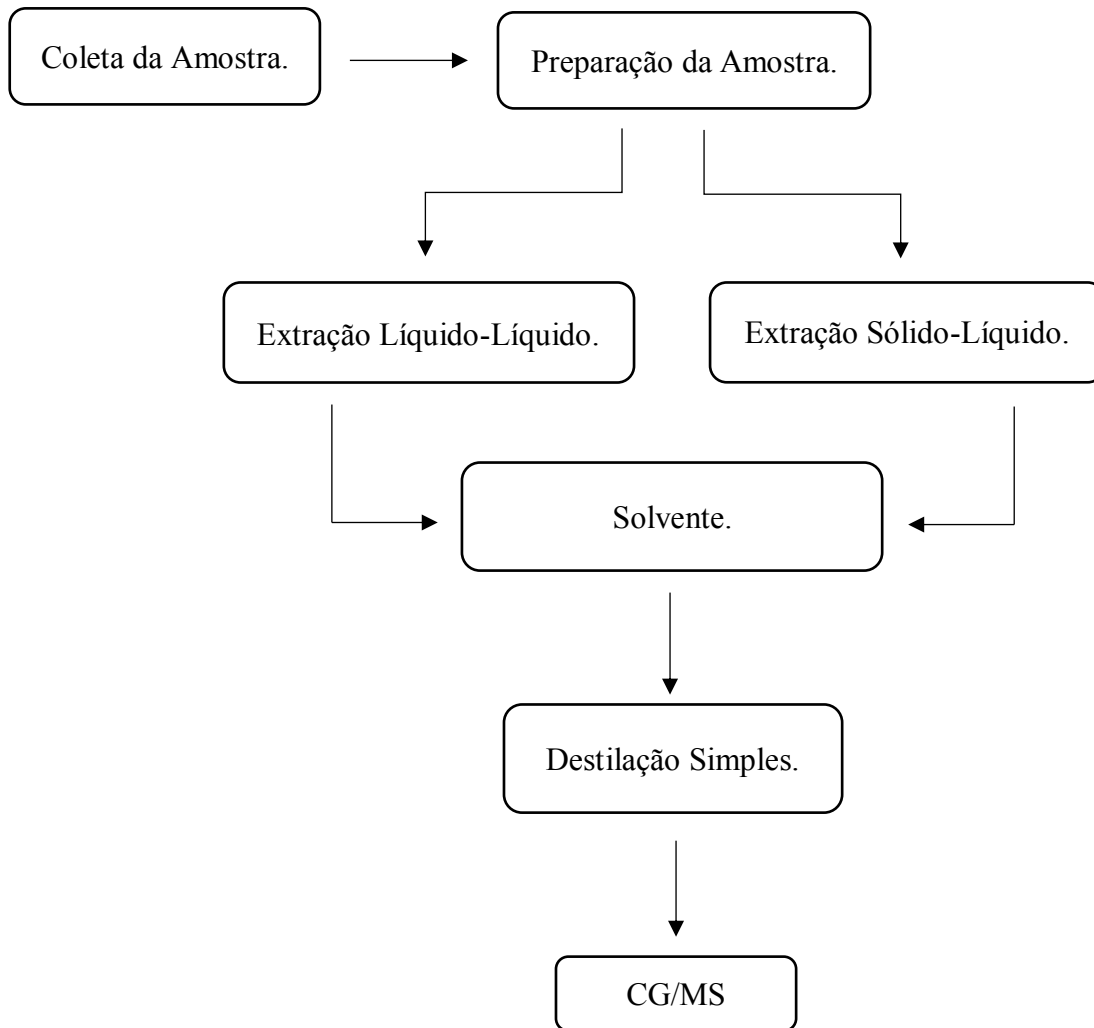 Coleta da Amostra.
Preparação da Amostra.
Extração Líquido-Líquido.
Extração Sólido-Líquido.
Solvente.
Destilação Simples.
CG/MS